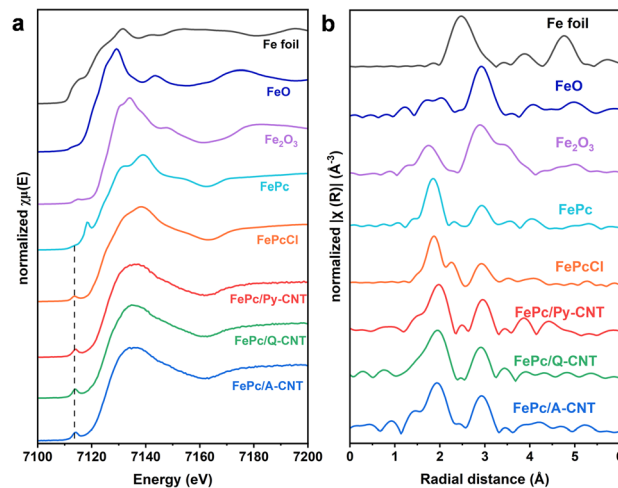 a
Fe foil
FeO
Fe₂O₃
FePc
FePcCl
FePc/Py-CNT
FePc/Q-CNT
FePc/A-CNT
normalized χμ(E)
7100 7120 7140 7160 7180 7200
Energy (eV)
b
Fe foil
FeO
Fe₂O₃
FePc
FePcCl
FePc/Py-CNT
FePc/Q-CNT
FePc/A-CNT
normalized |χ (R)| (Å⁻³)
0 1 2 3 4 5 6
Radial distance (Å)